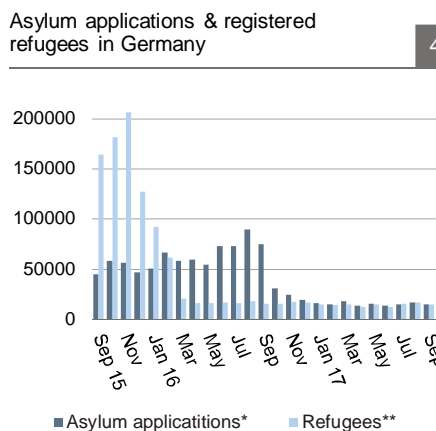 Asylum applications & registered
refugees in Germany
4
200000
150000
100000
50000
0
Sep 15
Nov
Jan 16
Mar
May
Jul
Sep
Nov
Jan 17
Mar
May
Jul
Sep
Asylum applicatitions*
Refugees**